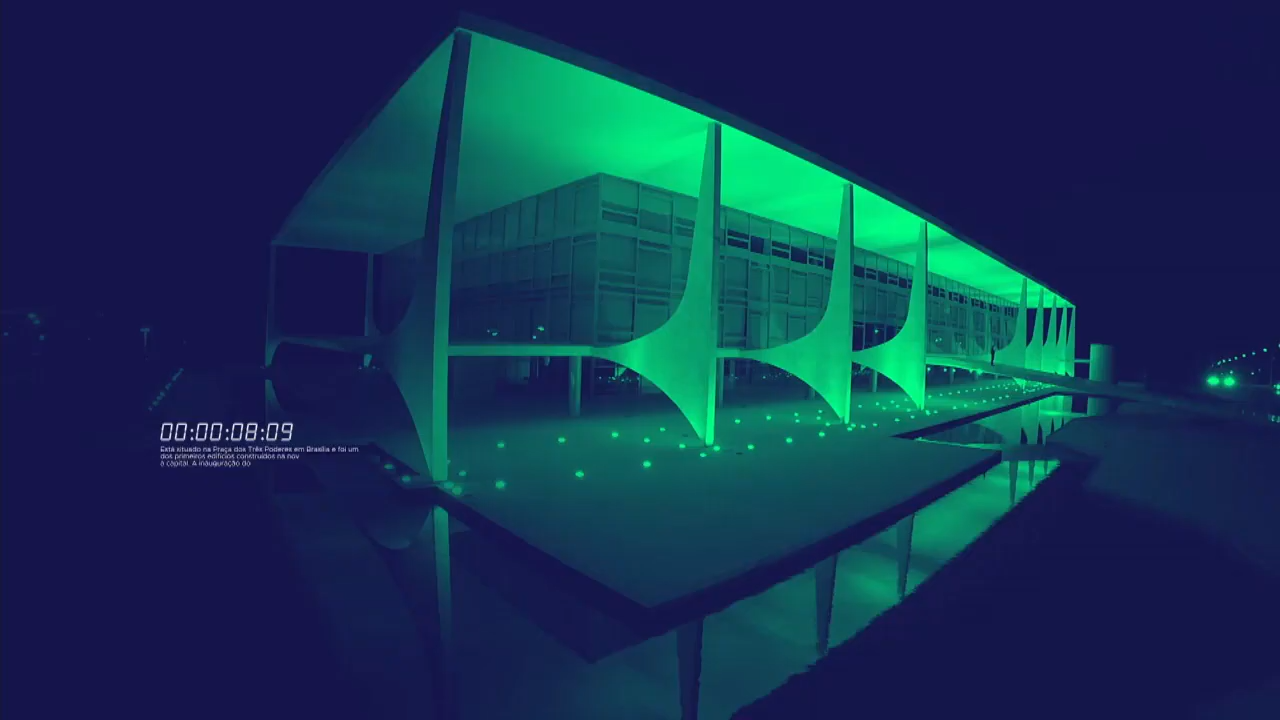 00:00:08:09
Está situado na Praça dos Três Poderes em Brasília e foi um
dos primeiros edifícios construídos na nov
a capital. A inauguração do